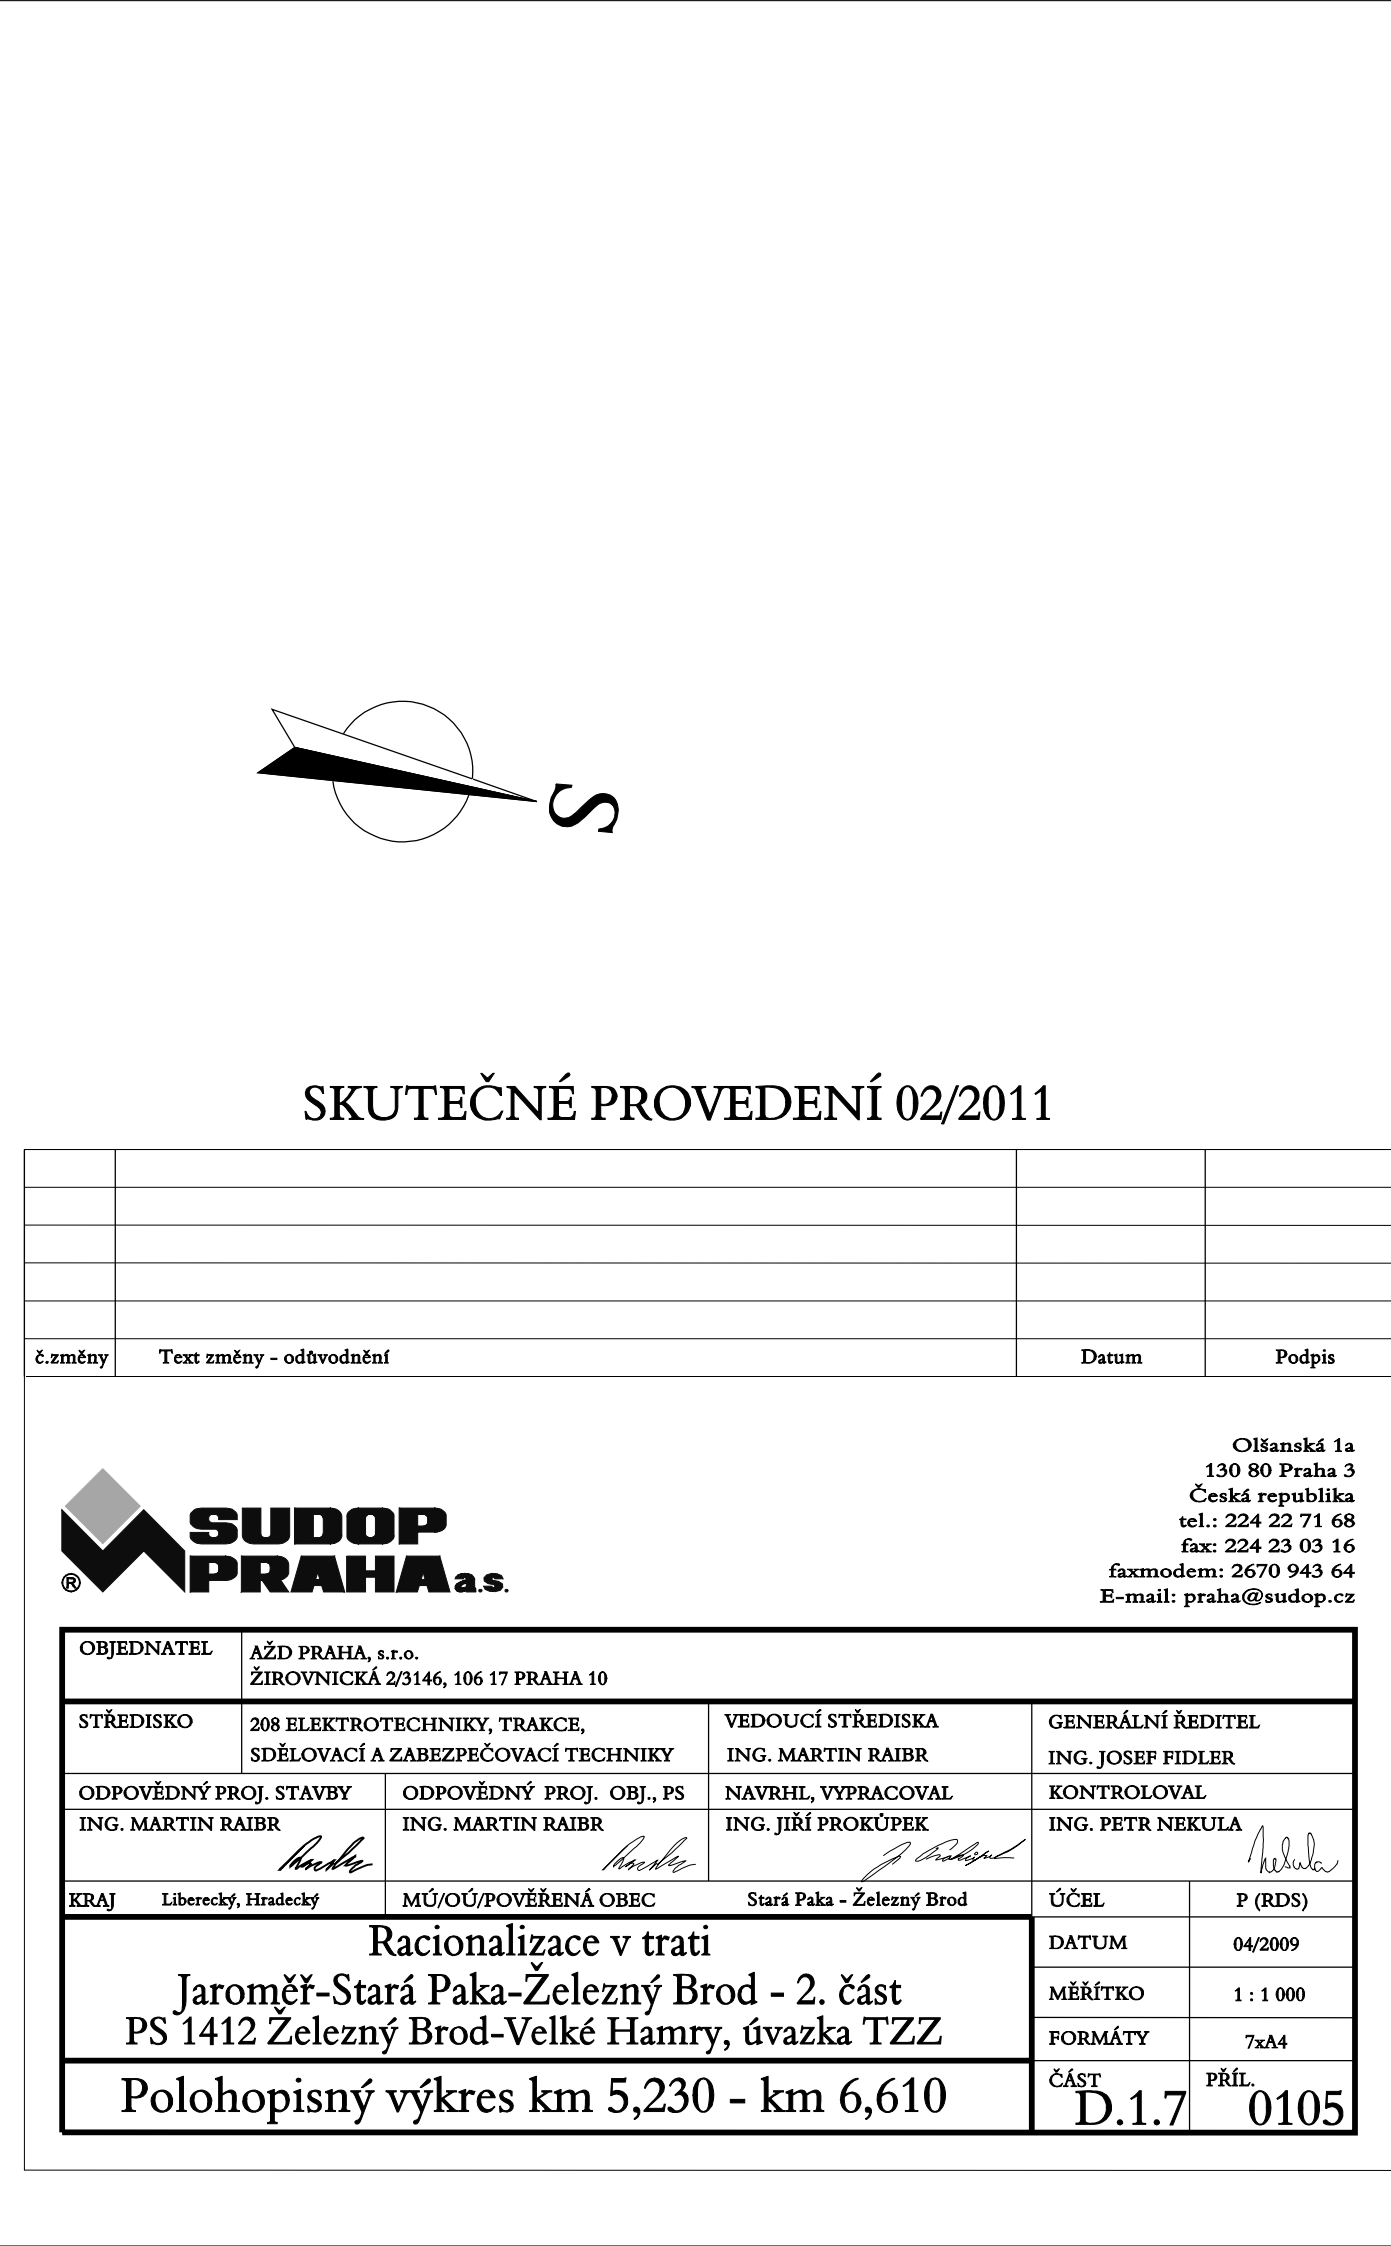 S
SKUTEČNÉ PROVEDENÍ 02/2011
č.změny Text změny - odůvodnění Datum Podpis
Olšanská 1a
130 80 Praha 3
Česká republika
tel.: 224 22 71 68
fax: 224 23 03 16
faxmodem: 2670 943 64
E-mail: praha@sudop.cz
SUDOP
® PRAHA a.s.
OBJEDNATEL AŽD PRAHA, s.r.o.
ŽIROVNICKÁ 2/3146, 106 17 PRAHA 10
STŘEDISKO 208 ELEKTROTECHNIKY, TRAKCE, VEDOUCÍ STŘEDISKA GENERÁLNÍ ŘEDITEL
SDĚLOVACÍ A ZABEZPEČOVACÍ TECHNIKY ING. MARTIN RAIBR ING. JOSEF FIDLER
ODPOVĚDNÝ PROJ. STAVBY ODPOVĚDNÝ PROJ. OBJ., PS NAVRHL, VYPRACOVAL KONTROLOVAL
ING. MARTIN RAIBR ING. MARTIN RAIBR ING. JIŘÍ PROKŮPEK ING. PETR NEKULA
KRAJ Liberecký, Hradecký MÚ/OÚ/POVĚŘENÁ OBEC Stará Paka - Železný Brod ÚČEL P (RDS)
Racionalizace v trati
Jaroměř-Stará Paka-Železný Brod - 2. část
PS 1412 Železný Brod-Velké Hamry, úvazka TZZ
DATUM 04/2009
MĚŘÍTKO 1 : 1 000
FORMÁTY 7xA4
Polohopisný výkres km 5,230 - km 6,610
ČÁST D.1.7 PŘÍL. 0105